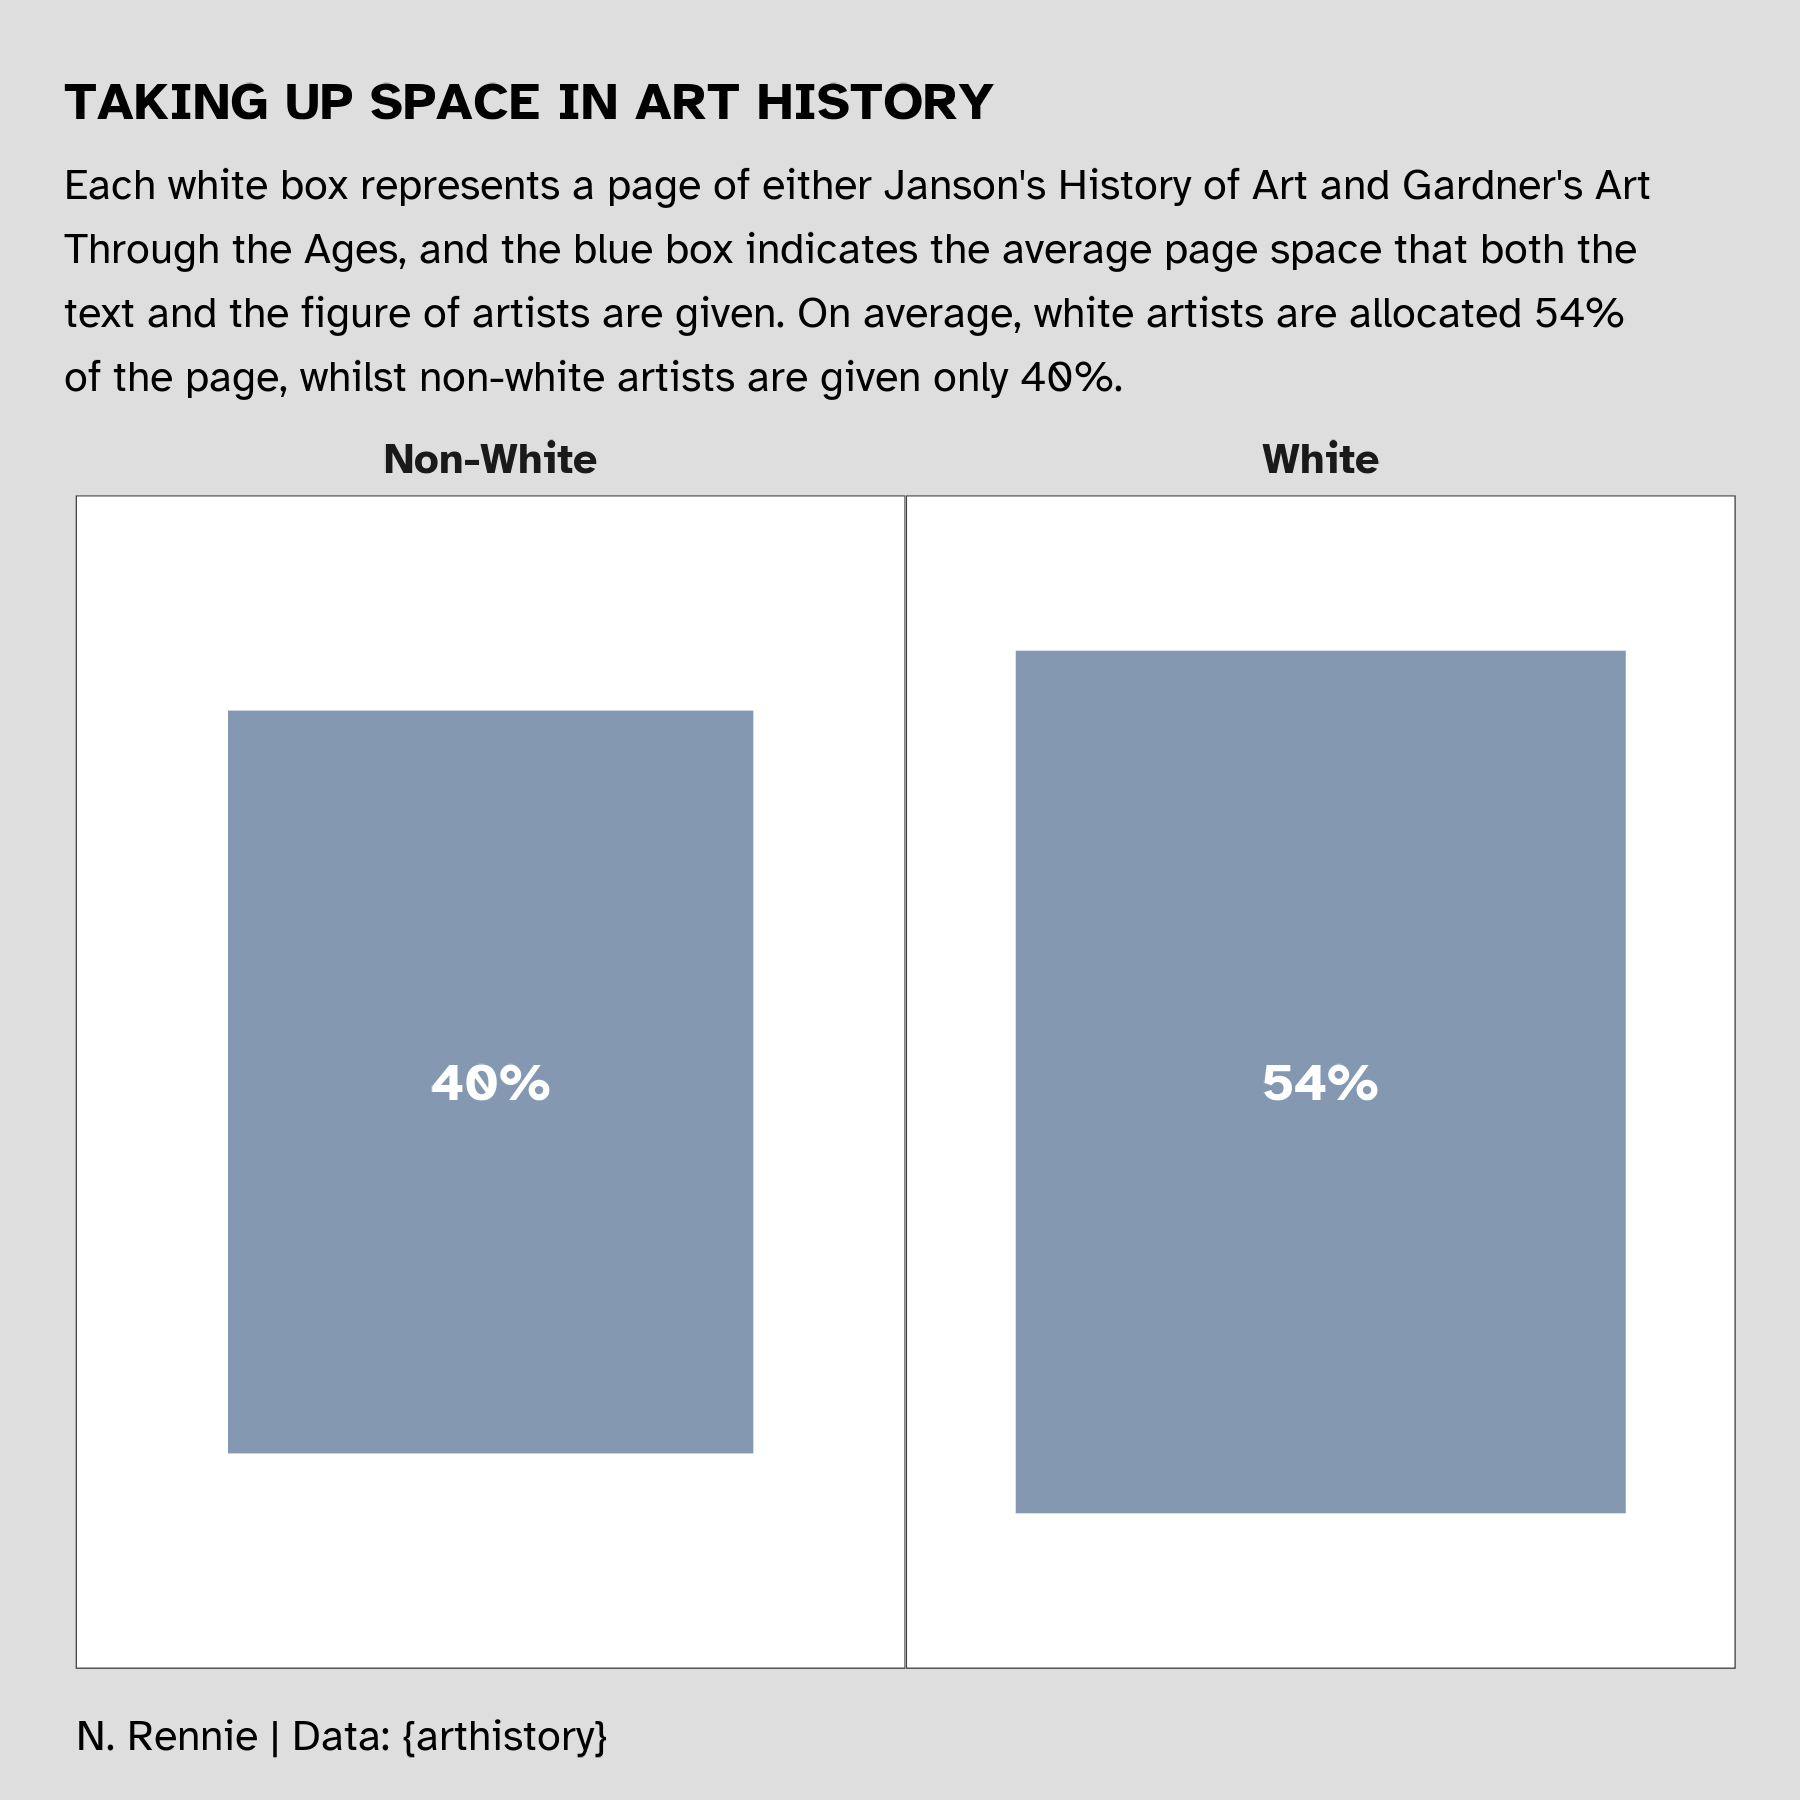 TAKING UP SPACE IN ART HISTORY
Each white box represents a page of either Janson's History of Art and Gardner's Art
Through the Ages, and the blue box indicates the average page space that both the
text and the figure of artists are given. On average, white artists are allocated 54%
of the page, whilst non-white artists are given only 40%.
Non-White
White
40%
54%
N. Rennie | Data: {arthistory}